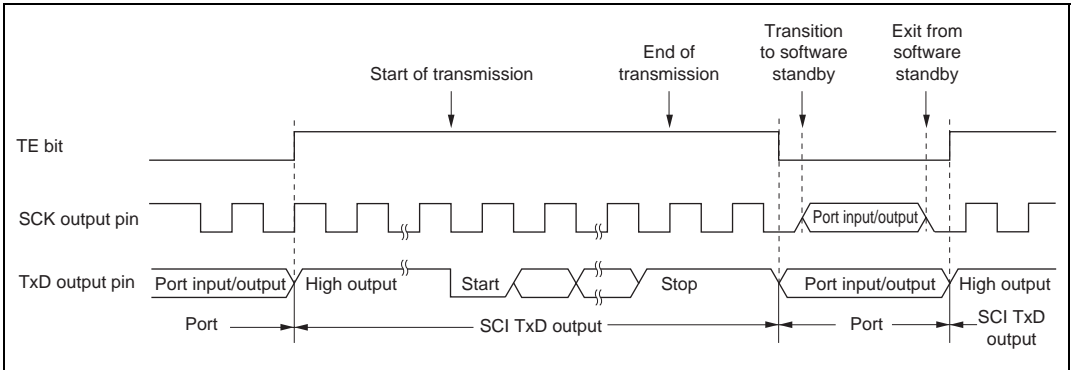 Transition
to software
standby
Exit from
software
standby
End of
transmission
Start of transmission
TE bit
SCK output pin
Port input/output
TxD output pin
Port input/output
High output
Start
Stop
Port input/output
High output
Port
SCI TxD output
Port
SCI TxD
output